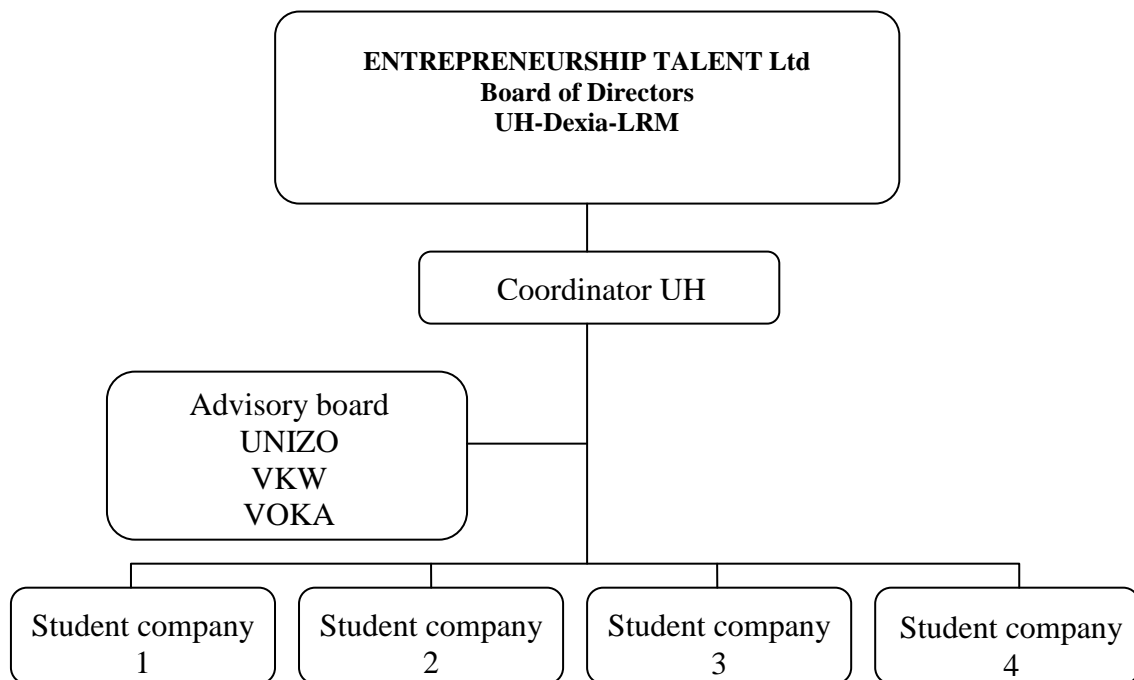 ENTREPRENEURSHIP TALENT Ltd
Board of Directors
UH-Dexia-LRM
Coordinator UH
Advisory board
UNIZO
VKW
VOKA
Student company
1
Student company
2
Student company
3
Student company
4